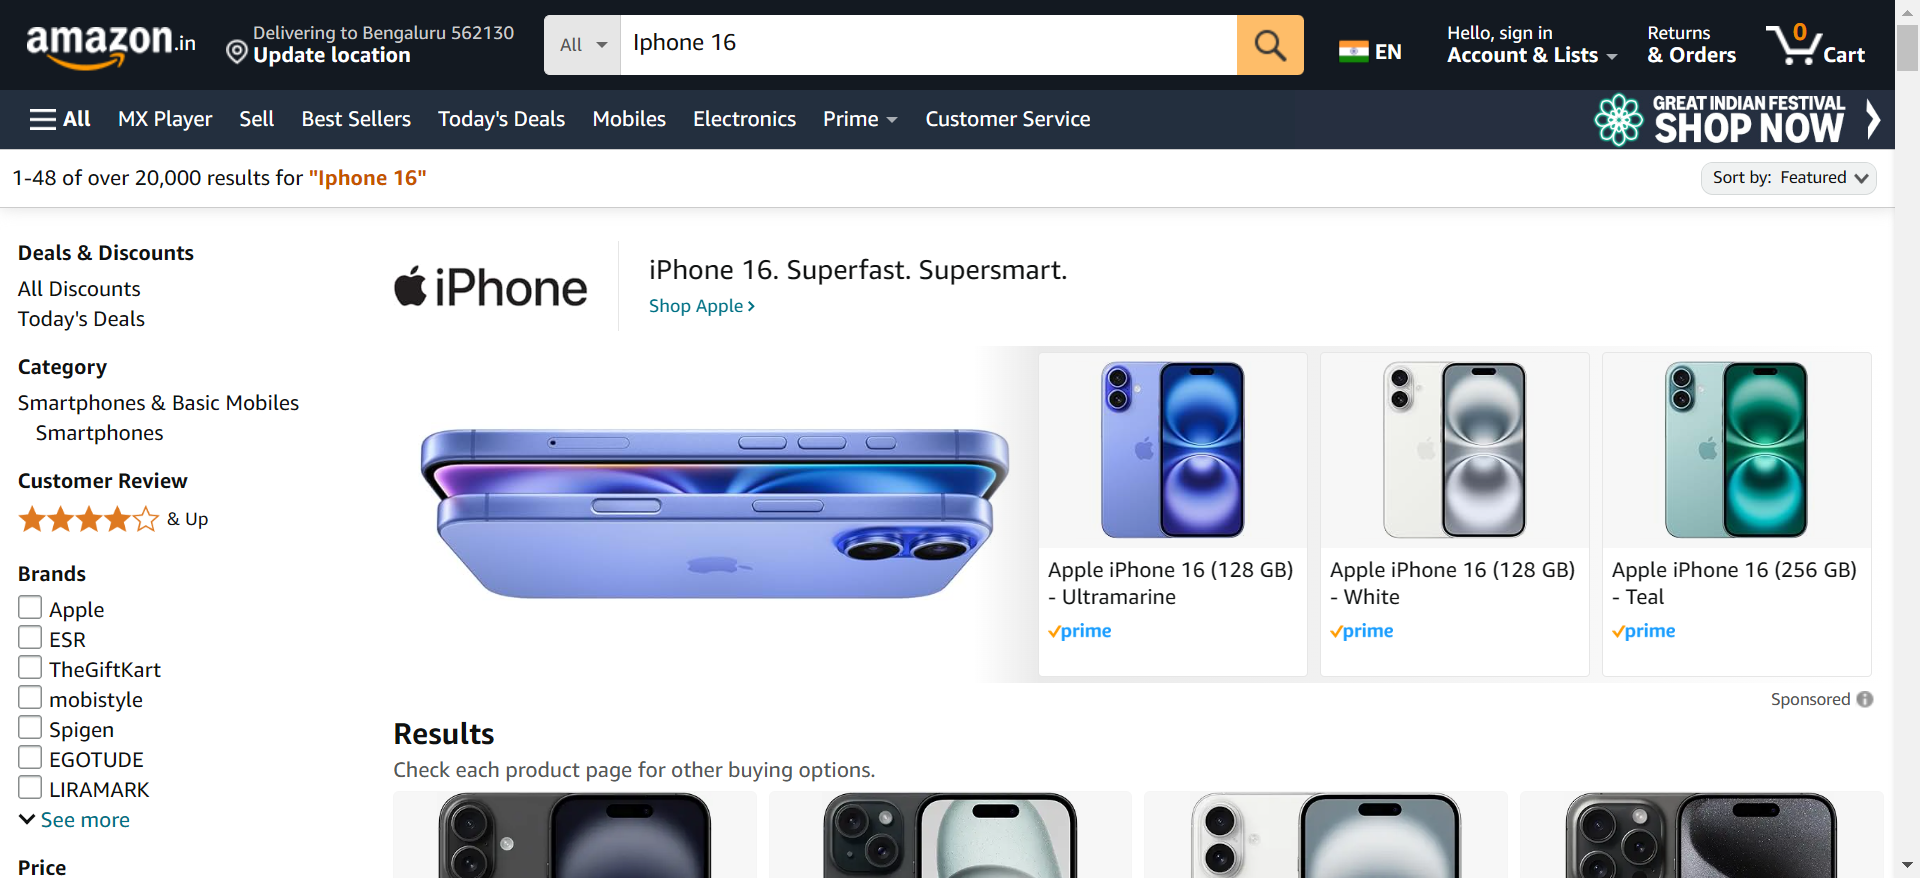 amazon.in
Delivering to Bengaluru 562130
Update location
All
Iphone 16
EN
Hello, sign in
Account & Lists
Returns
& Orders
0
Cart
All
MX Player
Sell
Best Sellers
Today's Deals
Mobiles
Electronics
Prime
Customer Service
GREAT INDIAN FESTIVAL
SHOP NOW
1-48 of over 20,000 results for "Iphone 16"
Sort by: Featured
Deals & Discounts
All Discounts
Today's Deals
Category
Smartphones & Basic Mobiles
Smartphones
Customer Review
& Up
Brands
Apple
ESR
TheGiftKart
mobistyle
Spigen
EGOTUDE
LIRAMARK
See more
Price
iPhone
iPhone 16. Superfast. Supersmart.
Shop Apple ›
Apple iPhone 16 (128 GB)
- Ultramarine
prime
Apple iPhone 16 (128 GB)
- White
prime
Apple iPhone 16 (256 GB)
- Teal
prime
Sponsored
Results
Check each product page for other buying options.